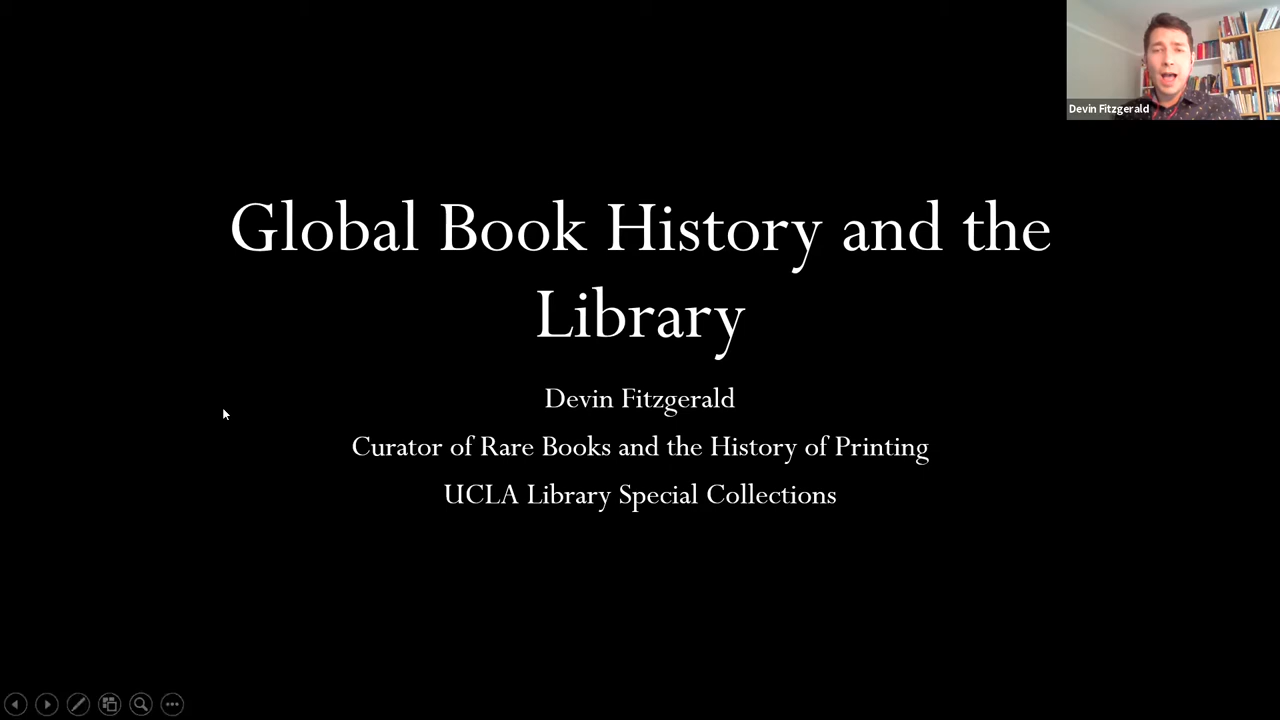 Devin Fitzgerald
Global Book History and the
Library
Devin Fitzgerald
Curator of Rare Books and the History of Printing
UCLA Library Special Collections